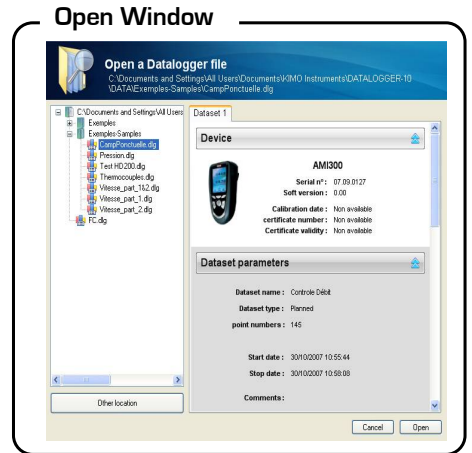 Open Window
Open a Datalogger file
C:\Documents and Settings\All Users\Documents\KIMO Instruments\DATALOGGER-10
\DATA\Exemples-Samples\CampPonctuelle.dlg
C:\Documents and Settings\All Users
Exemples
Exemples-Samples
CampPonctuelle.dlg
Pression.dlg
Test HD200.dlg
Thermocouples.dlg
Vitesse_part_1&2.dlg
Vitesse_part_1.dlg
Vitesse_part_2.dlg
FC.dlg
Other location
Dataset 1
Device
AMI300
Serial n° : 07.09.0127
Soft version : 0.00
Calibration date : Non available
certificate number : Non available
Certificate validity : Non available
Dataset parameters
Dataset name : Controle Débit
Dataset type : Planned
point numbers : 145
Start date : 30/10/2007 10:55:44
Stop date : 30/10/2007 10:58:08
Comments :
Cancel
Open